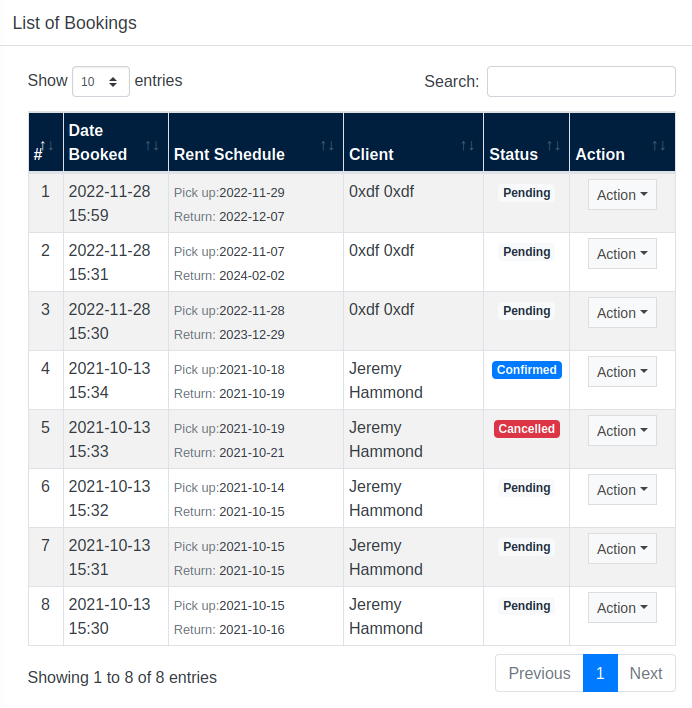 List of Bookings
Show 10 entries Search:
# Date Booked Rent Schedule Client Status Action
1 2022-11-28 15:59 Pick up:2022-11-29 Return: 2022-12-07 0xdf 0xdf Pending Action
2 2022-11-28 15:31 Pick up:2022-11-07 Return: 2024-02-02 0xdf 0xdf Pending Action
3 2022-11-28 15:30 Pick up:2022-11-28 Return: 2023-12-29 0xdf 0xdf Pending Action
4 2021-10-13 15:34 Pick up:2021-10-18 Return: 2021-10-19 Jeremy Hammond Confirmed Action
5 2021-10-13 15:33 Pick up:2021-10-19 Return: 2021-10-21 Jeremy Hammond Cancelled Action
6 2021-10-13 15:32 Pick up:2021-10-14 Return: 2021-10-15 Jeremy Hammond Pending Action
7 2021-10-13 15:31 Pick up:2021-10-15 Return: 2021-10-15 Jeremy Hammond Pending Action
8 2021-10-13 15:30 Pick up:2021-10-15 Return: 2021-10-16 Jeremy Hammond Pending Action
Showing 1 to 8 of 8 entries Previous 1 Next